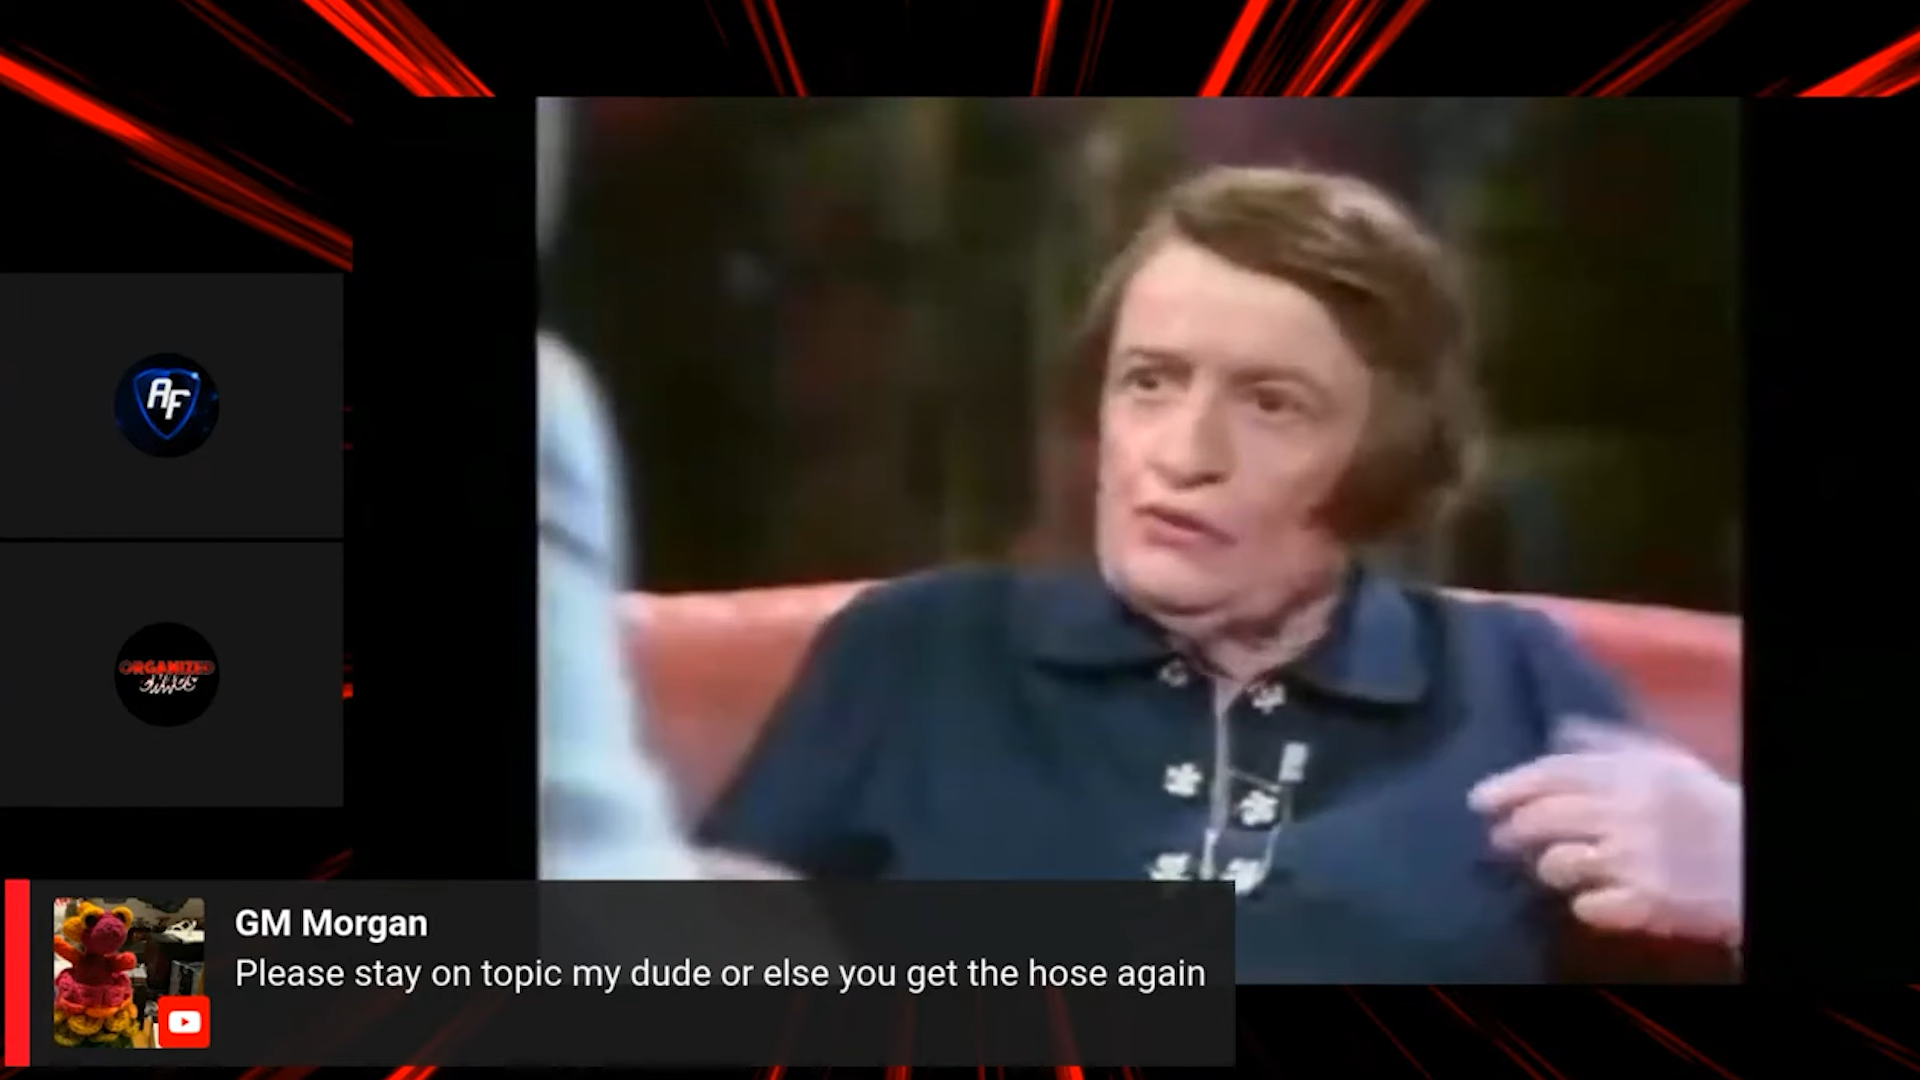 AF
ORGANIZED
GM Morgan
Please stay on topic my dude or else you get the hose again